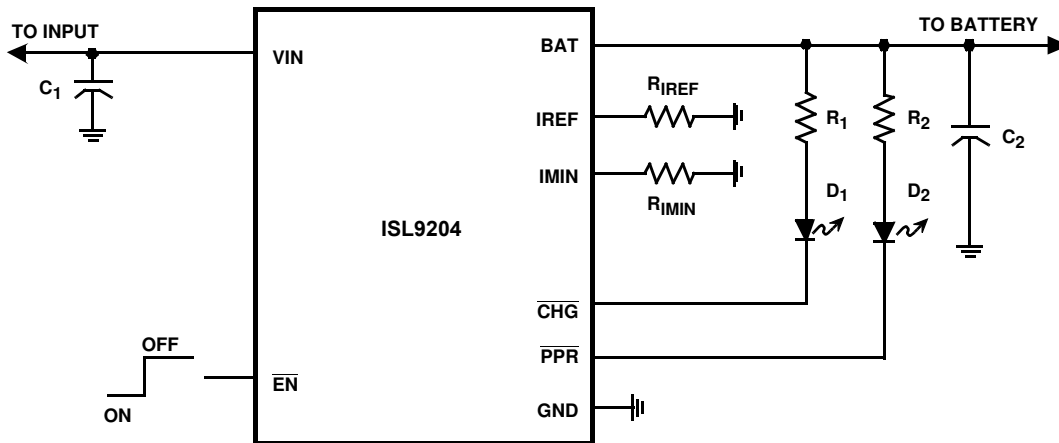 TO INPUT
C1
VIN
BAT
TO BATTERY
RIREF
IREF
R1
R2
C2
IMIN
RIMIN
D1
D2
ISL9204
CHG
OFF
PPR
EN
ON
GND